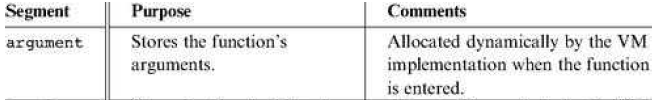 Segment Purpose Comments
argument Stores the function's Allocated dynamically by the VM
arguments. implementation when the function
is entered.